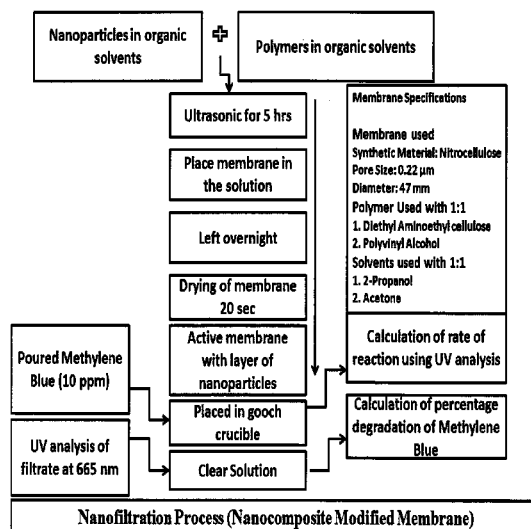 Nanoparticles in organic
solvents
Polymers in organic solvents
Ultrasonic for 5 hrs
Place membrane in
the solution
Left overnight
Drying of membrane
20 sec
Active membrane
with layer of
nanoparticles
Placed in gooch
crucible
Clear Solution
Poured Methylene
Blue (10 ppm)
UV analysis of
filtrate at 665 nm
Membrane Specifications
Membrane used
Synthetic Material: Nitrocellulose
Pore Size: 0.22 µm
Diameter: 47 mm
Polymer Used with 1:1
1. Diethyl Aminoethyl cellulose
2. Polyvinyl Alcohol
Solvents used with 1:1
1. 2-Propanol
2. Acetone
Calculation of rate of
reaction using UV analysis
Calculation of percentage
degradation of Methylene
Blue
Nanofiltration Process (Nanocomposite Modified Membrane)